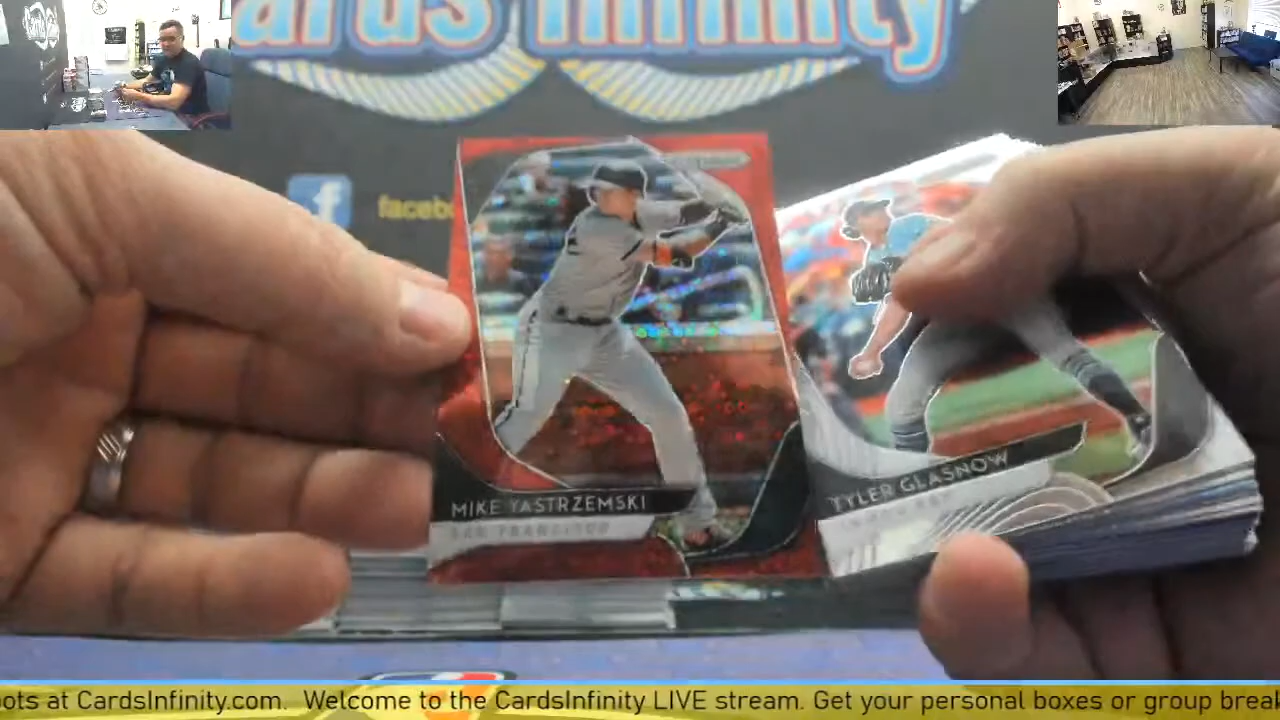 ards Infinity
facebo
MIKE YASTRZEMSKI
SAN FRANCISCO
TYLER GLASNOW
ots at CardsInfinity.com. Welcome to the CardsInfinity LIVE stream. Get your personal boxes or group break